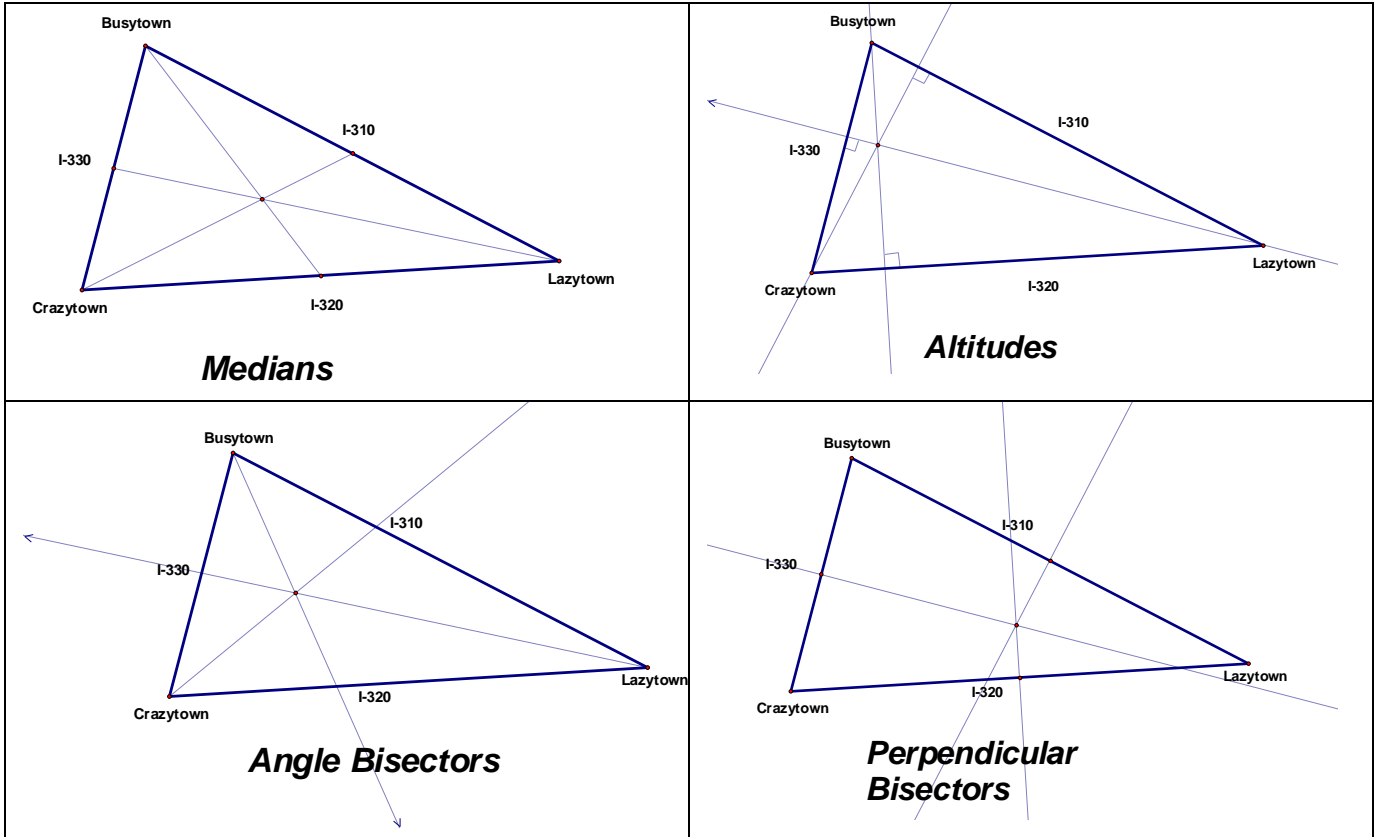 Busytown
I-310
I-330
Lazytown
Crazytown
I-320
Medians
Busytown
I-310
I-330
Lazytown
Crazytown
I-320
Altitudes
Busytown
I-310
I-330
Lazytown
I-320
Crazytown
Angle Bisectors
Busytown
I-310
I-330
Lazytown
I-320
Crazytown
Perpendicular
Bisectors